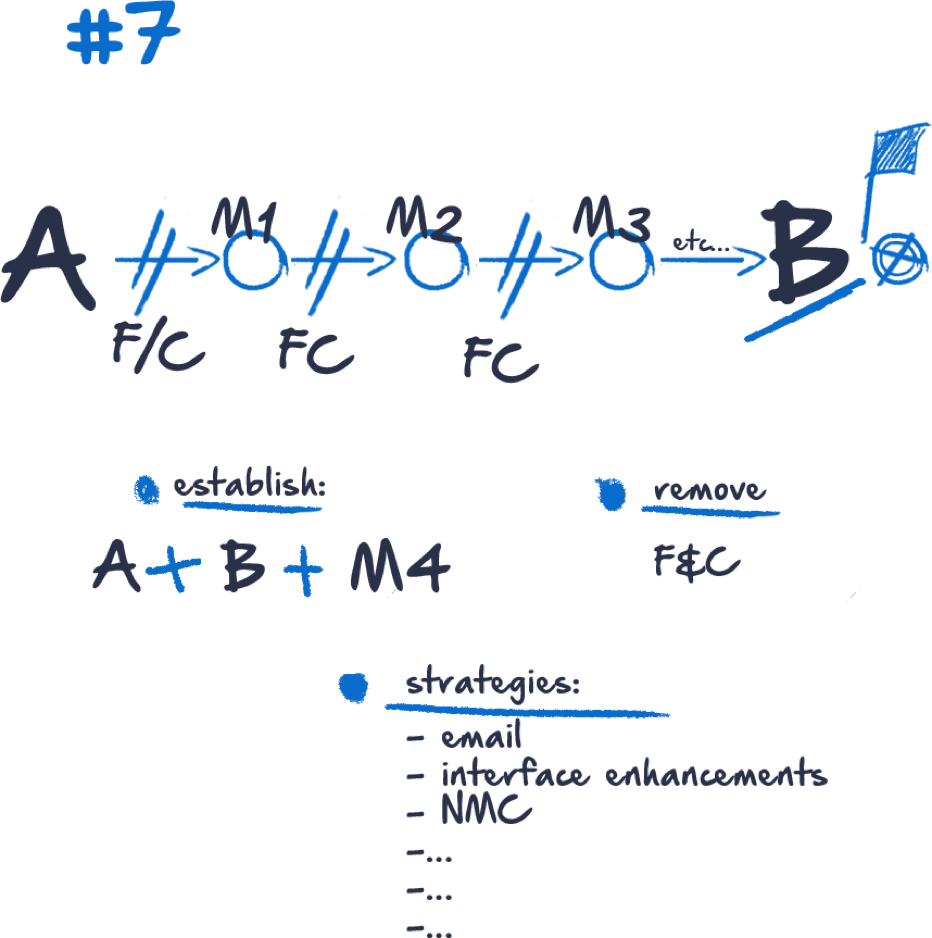 #7
M1 M2 M3
A etc... B
F/C FC FC
establish: remove
A + B + M4 F&C
strategies:
- email
- interface enhancements
- NMC
-...
-...
-...